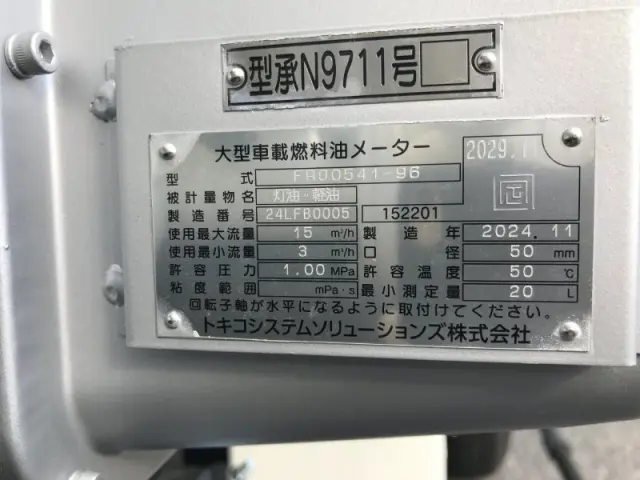 型承N9711号
大型車載燃料油メーター 2029.11
型式 FR00541-96
被計量物名 灯油・軽油
製造番号 24LFB0005 152201
使用最大流量 15 m³/h 製造年 2024.11
使用最小流量 3 m³/h 口径 50 mm
許容圧力 1.00 MPa 許容温度 50 ℃
粘度範囲 mPa・s 最小測定量 20 L
回転子軸が水平になるように取付けてください。
トキコシステムソリューションズ株式会社